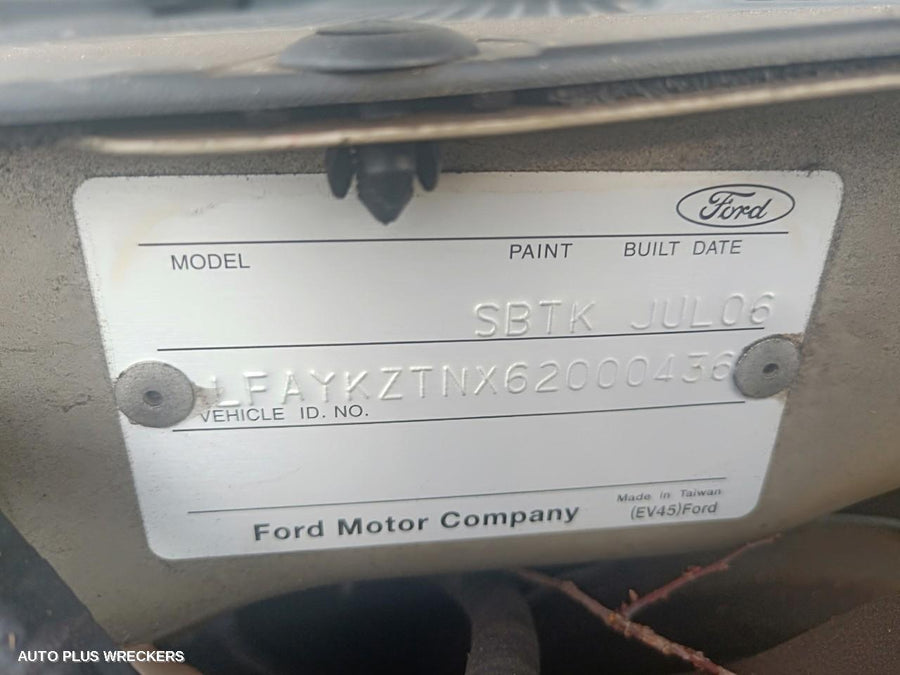 Ford
MODEL PAINT BUILT DATE
SBTK JUL06
LFAYKZTNX62000436
VEHICLE ID. NO.
Made in Taiwan
Ford Motor Company (EV45)Ford
AUTO PLUS WRECKERS